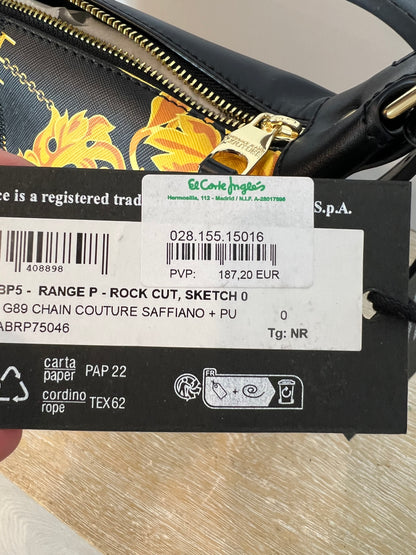 El Corte Inglés
Hermosilla, 112 - Madrid / N.I.F. A-28017895
ce is a registered trad S.p.A.
028.155.15016
408898
PVP: 187,20 EUR
BP5 - RANGE P - ROCK CUT, SKETCH 0
G89 CHAIN COUTURE SAFFIANO + PU 0
ABRP75046 Tg: NR
carta
paper PAP 22
cordino
rope TEX 62
FR
+